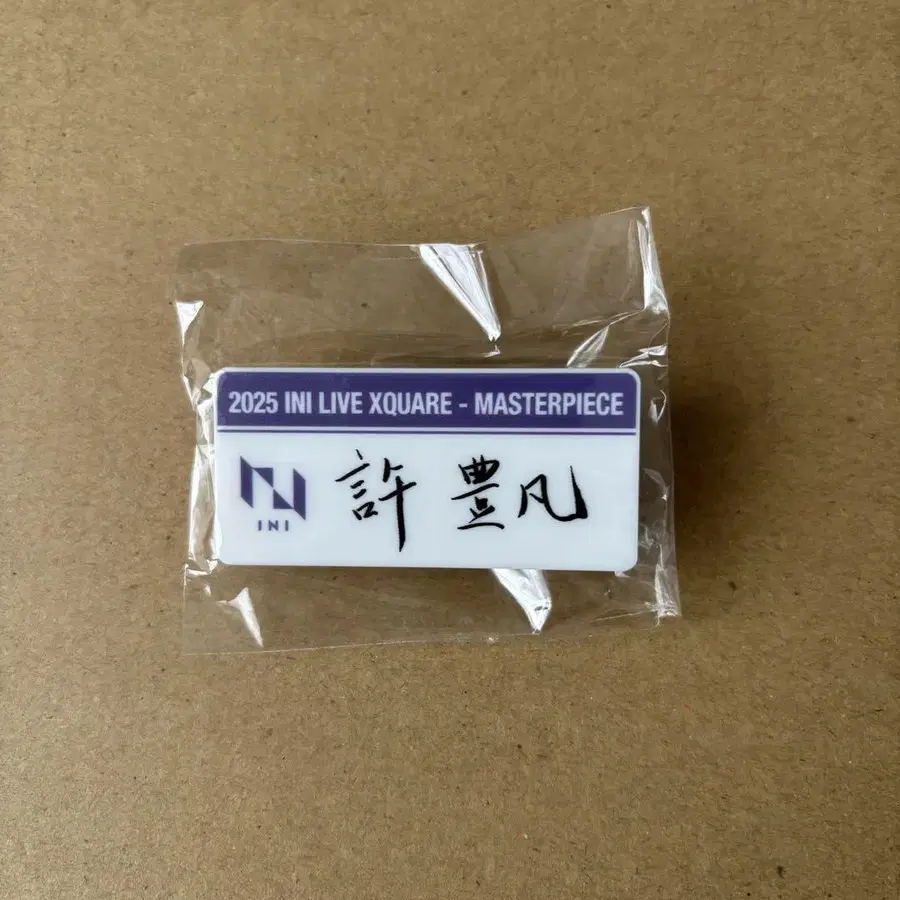 2025 INI LIVE XQUARE - MASTERPIECE
INI
許 豊凡